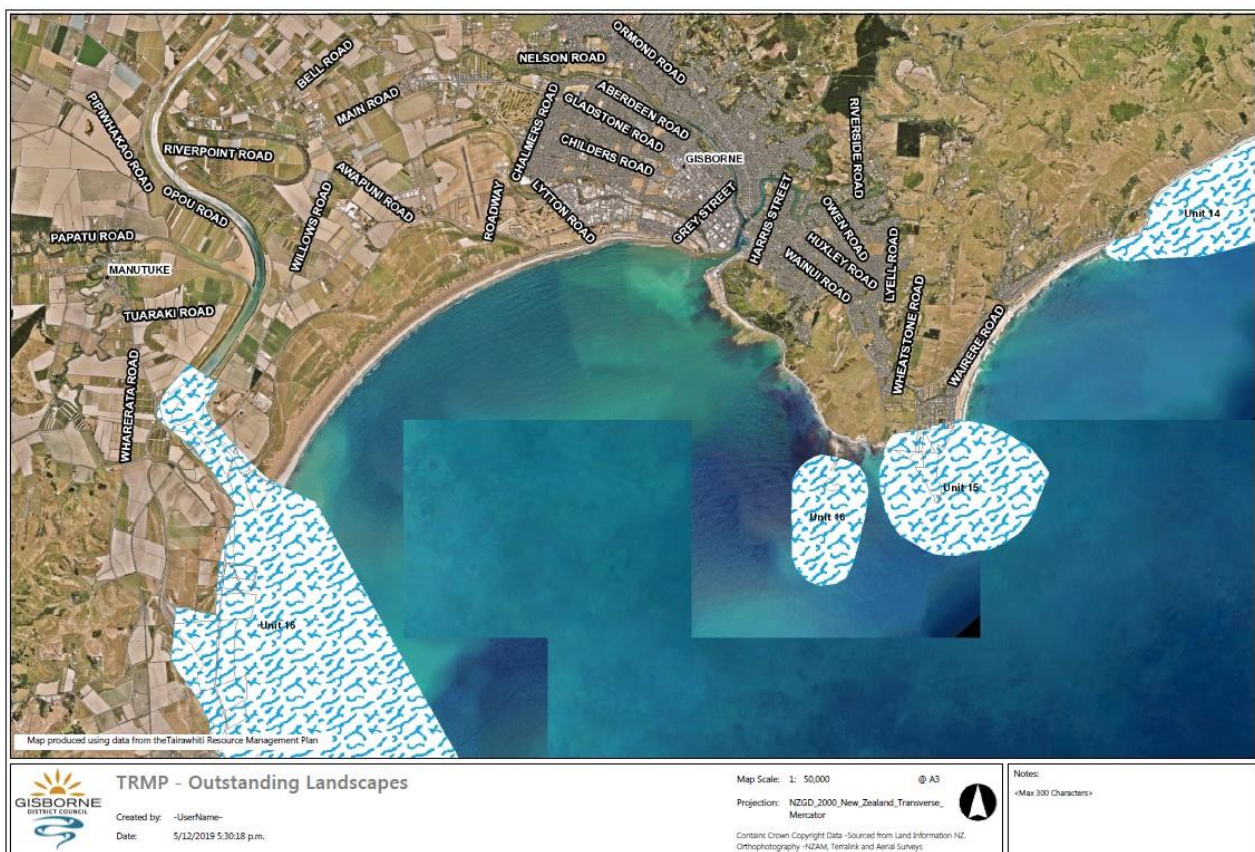 ORMOND ROAD
NELSON ROAD
BELL ROAD
MAIN ROAD
PIPIWHAKAO ROAD
ABERDEEN ROAD
GLADSTONE ROAD
CHALMERS ROAD
CHILDERS ROAD
RIVERSIDE ROAD
RIVERPOINT ROAD
GISBORNE
AWAPUNI ROAD
OPOU ROAD
WILLOWS ROAD
ROADWAY
LYTTON ROAD
GREY STREET
HARRIS STREET
OWEN ROAD
HUXLEY ROAD
WAINUI ROAD
LYELL ROAD
Unit 14
PAPATU ROAD
MANUTUKE
TUARAKI ROAD
WHARERATA ROAD
WHEATSTONE ROAD
WAIRERE ROAD
Unit 15
Unit 16
Unit 16
Map produced using data from theTairawhiti Resource Management Plan
GISBORNE
DISTRICT COUNCIL
TRMP - Outstanding Landscapes
Created by: -UserName-
Date: 5/12/2019 5:30:18 p.m.
Map Scale: 1: 50,000 @ A3
Projection: NZGD_2000_New_Zealand_Transverse_
Mercator
Contains Crown Copyright Data -Sourced from Land Information NZ.
Orthophotography -NZAM, Terralink and Aerial Surveys
Notes:
<Max 300 Characters>